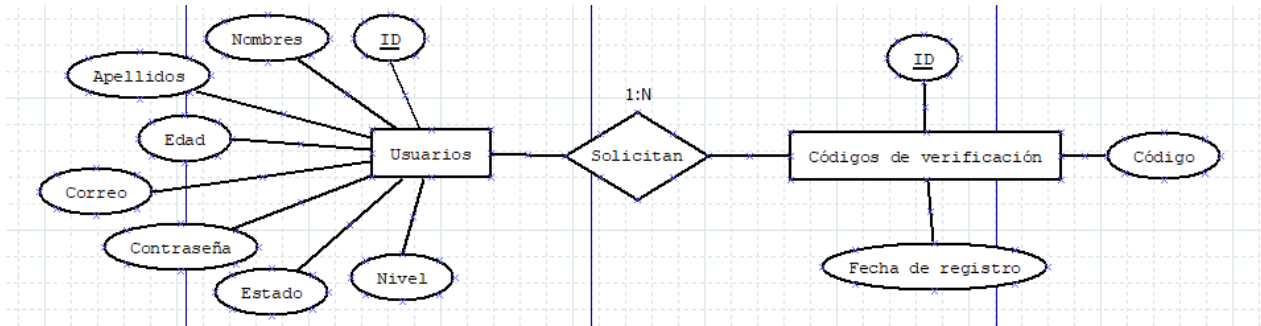 Nombres
ID
Apellidos
Edad
Correo
Contraseña
Estado
Nivel
Usuarios
1:N
Solicitan
ID
Códigos de verificación
Código
Fecha de registro